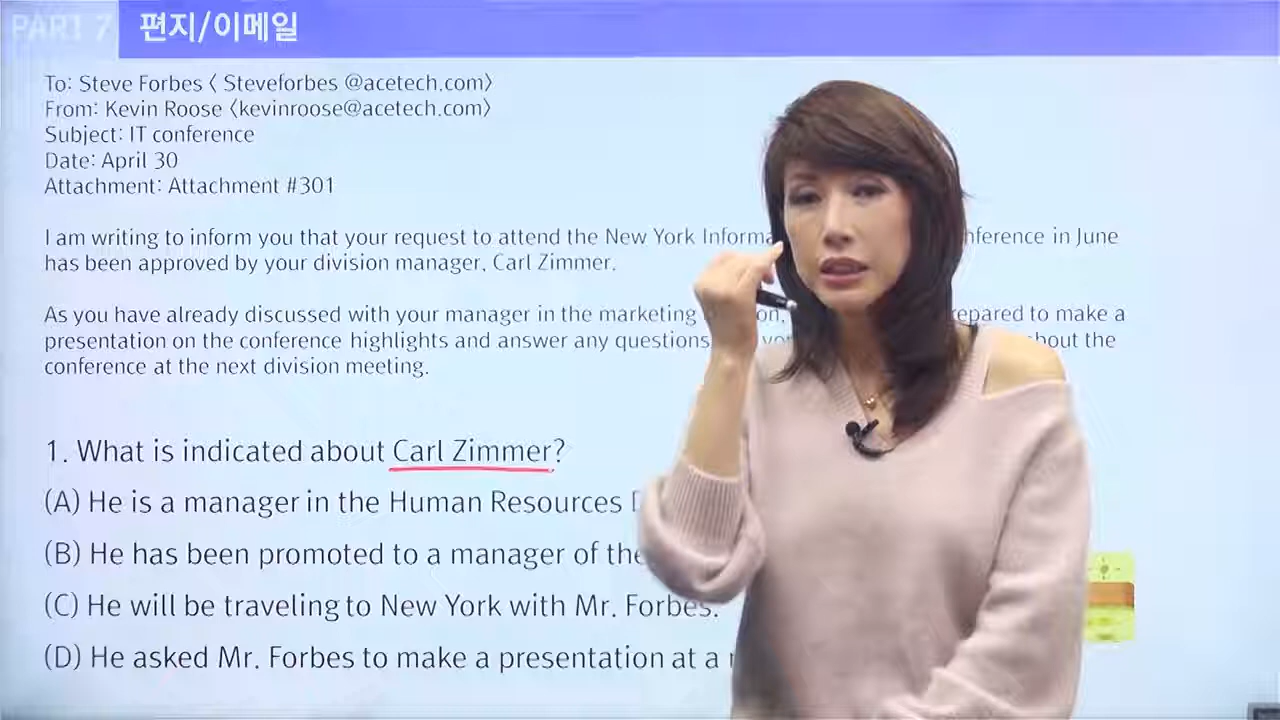 PART 7 편지/이메일
To: Steve Forbes < Steveforbes @acetech.com>
From: Kevin Roose <kevinroose@acetech.com>
Subject: IT conference
Date: April 30
Attachment: Attachment #301
I am writing to inform you that your request to attend the New York in June
has been approved by your division manager, Carl Zimmer.
As you have already discussed with your manager in the marketing to make a
presentation on the conference highlights and answer any questions the
conference at the next division meeting.
1. What is indicated about Carl Zimmer?
(A) He is a manager in the Human Resources
(B) He has been promoted to a manager of the
(C) He will be traveling to New York with Mr. Forbes.
(D) He asked Mr. Forbes to make a presentation at a